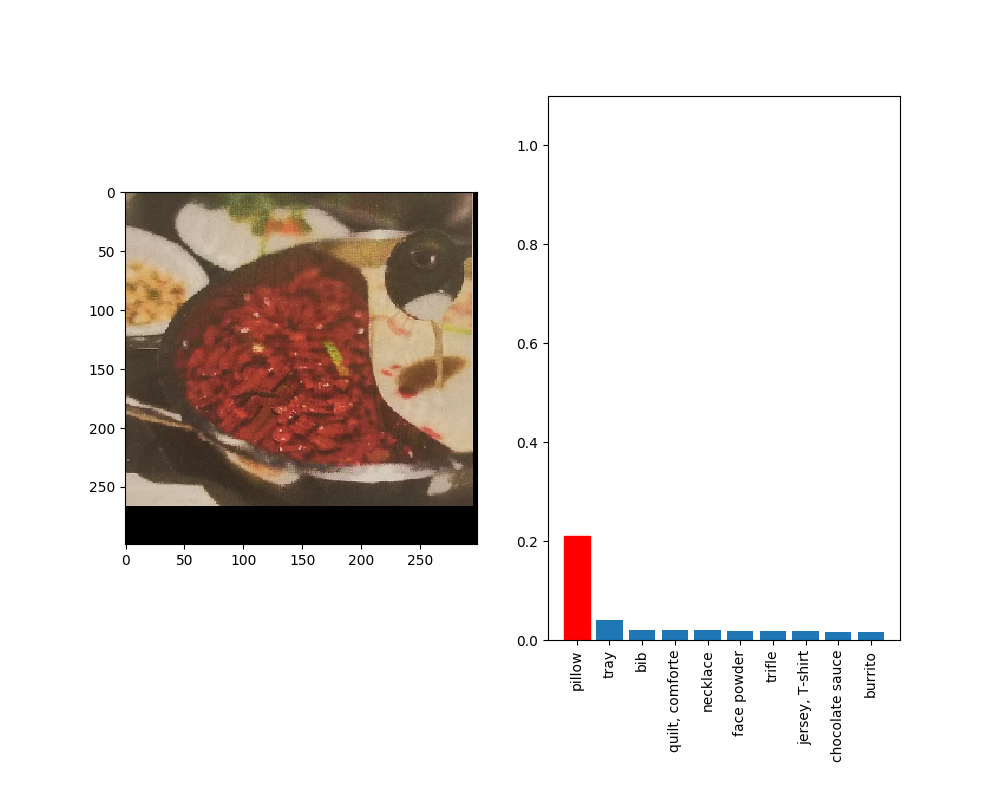 0
50
100
150
200
250
0 50 100 150 200 250
1.0
0.8
0.6
0.4
0.2
0.0
pillow
tray
bib
quilt, comforte
necklace
face powder
trifle
jersey, T-shirt
chocolate sauce
burrito